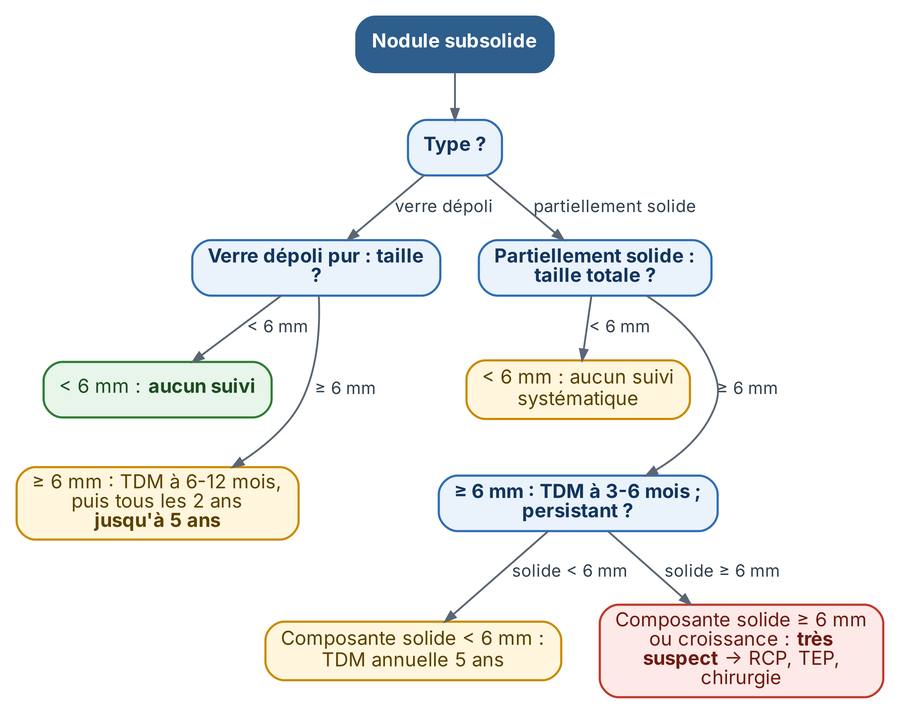 Nodule subsolide
Type ?
verre dépoli
partiellement solide
Verre dépoli pur : taille
?
Partiellement solide :
taille totale ?
< 6 mm
< 6 mm
< 6 mm : aucun suivi
≥ 6 mm
< 6 mm : aucun suivi
systématique
≥ 6 mm
≥ 6 mm : TDM à 6-12 mois,
puis tous les 2 ans
jusqu'à 5 ans
≥ 6 mm : TDM à 3-6 mois ;
persistant ?
solide < 6 mm
solide ≥ 6 mm
Composante solide < 6 mm :
TDM annuelle 5 ans
Composante solide ≥ 6 mm
ou croissance : très
suspect → RCP, TEP,
chirurgie